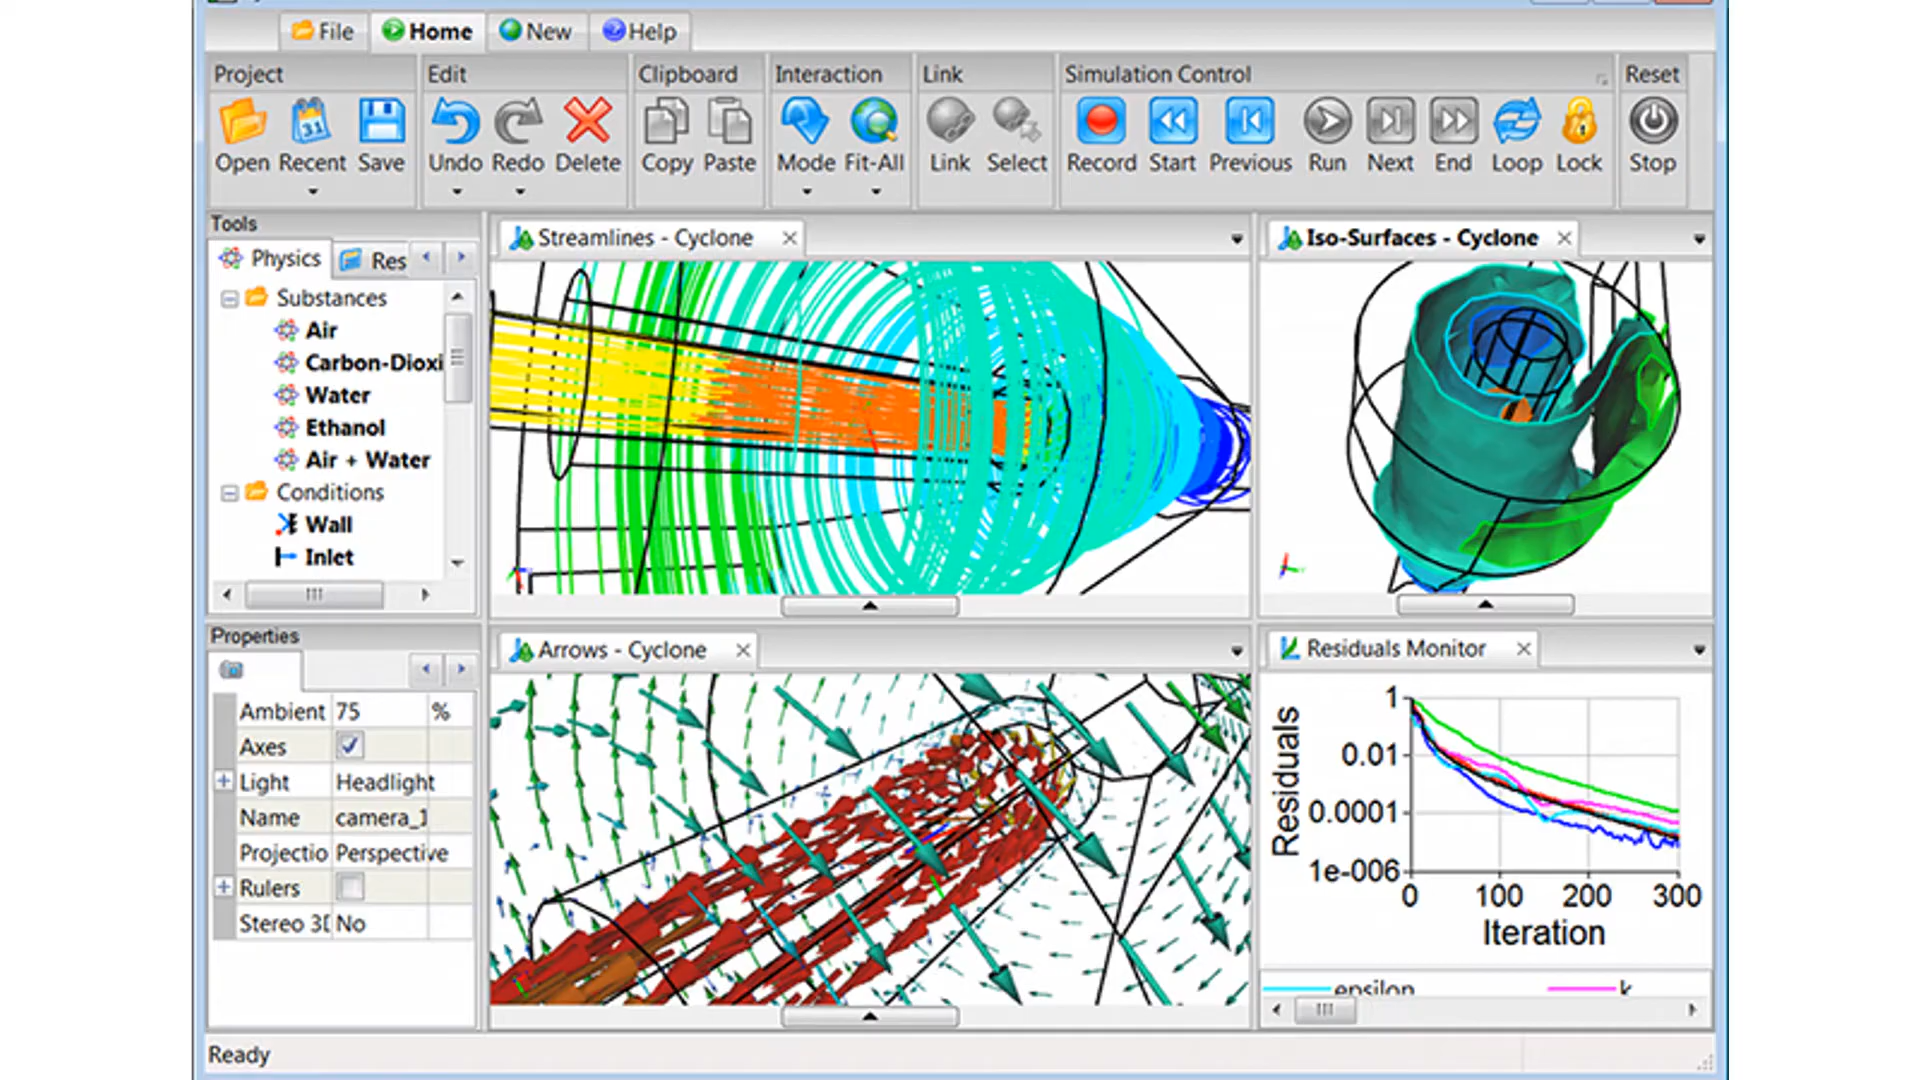 File Home New Help
Project Edit Clipboard Interaction Link Simulation Control Reset
31
Open Recent Save Undo Redo Delete Copy Paste Mode Fit-All Link Select Record Start Previous Run Next End Loop Lock Stop
Tools
Physics Res
Substances
Air
Carbon-Dioxi
Water
Ethanol
Air + Water
Conditions
Wall
Inlet
Streamlines - Cyclone
Iso-Surfaces - Cyclone
Properties
Ambient 75 %
Axes
Light Headlight
Name camera_1
Projectio Perspective
Rulers
Stereo 3D No
Arrows - Cyclone
Residuals Monitor
Residuals
1
0.01
0.0001
1e-006
0 100 200 300
Iteration
epsilon k
Ready